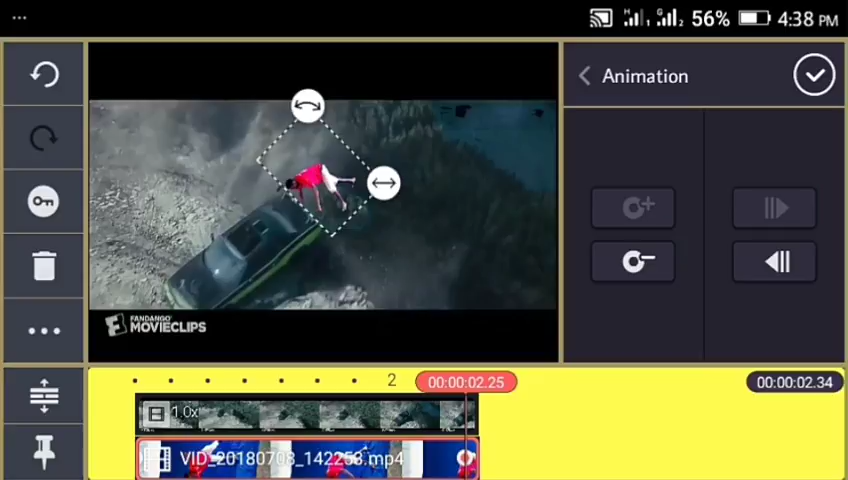 56% 4:38 PM
Animation
FANDANGO
MOVIECLIPS
2 00:00:02.25 00:00:02.34
1.0x
VID_20180708_142253.mp4